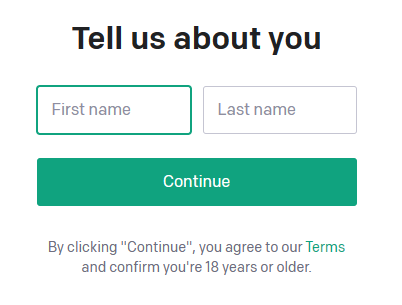 Tell us about you
First name Last name
Continue
By clicking "Continue", you agree to our Terms
and confirm you're 18 years or older.